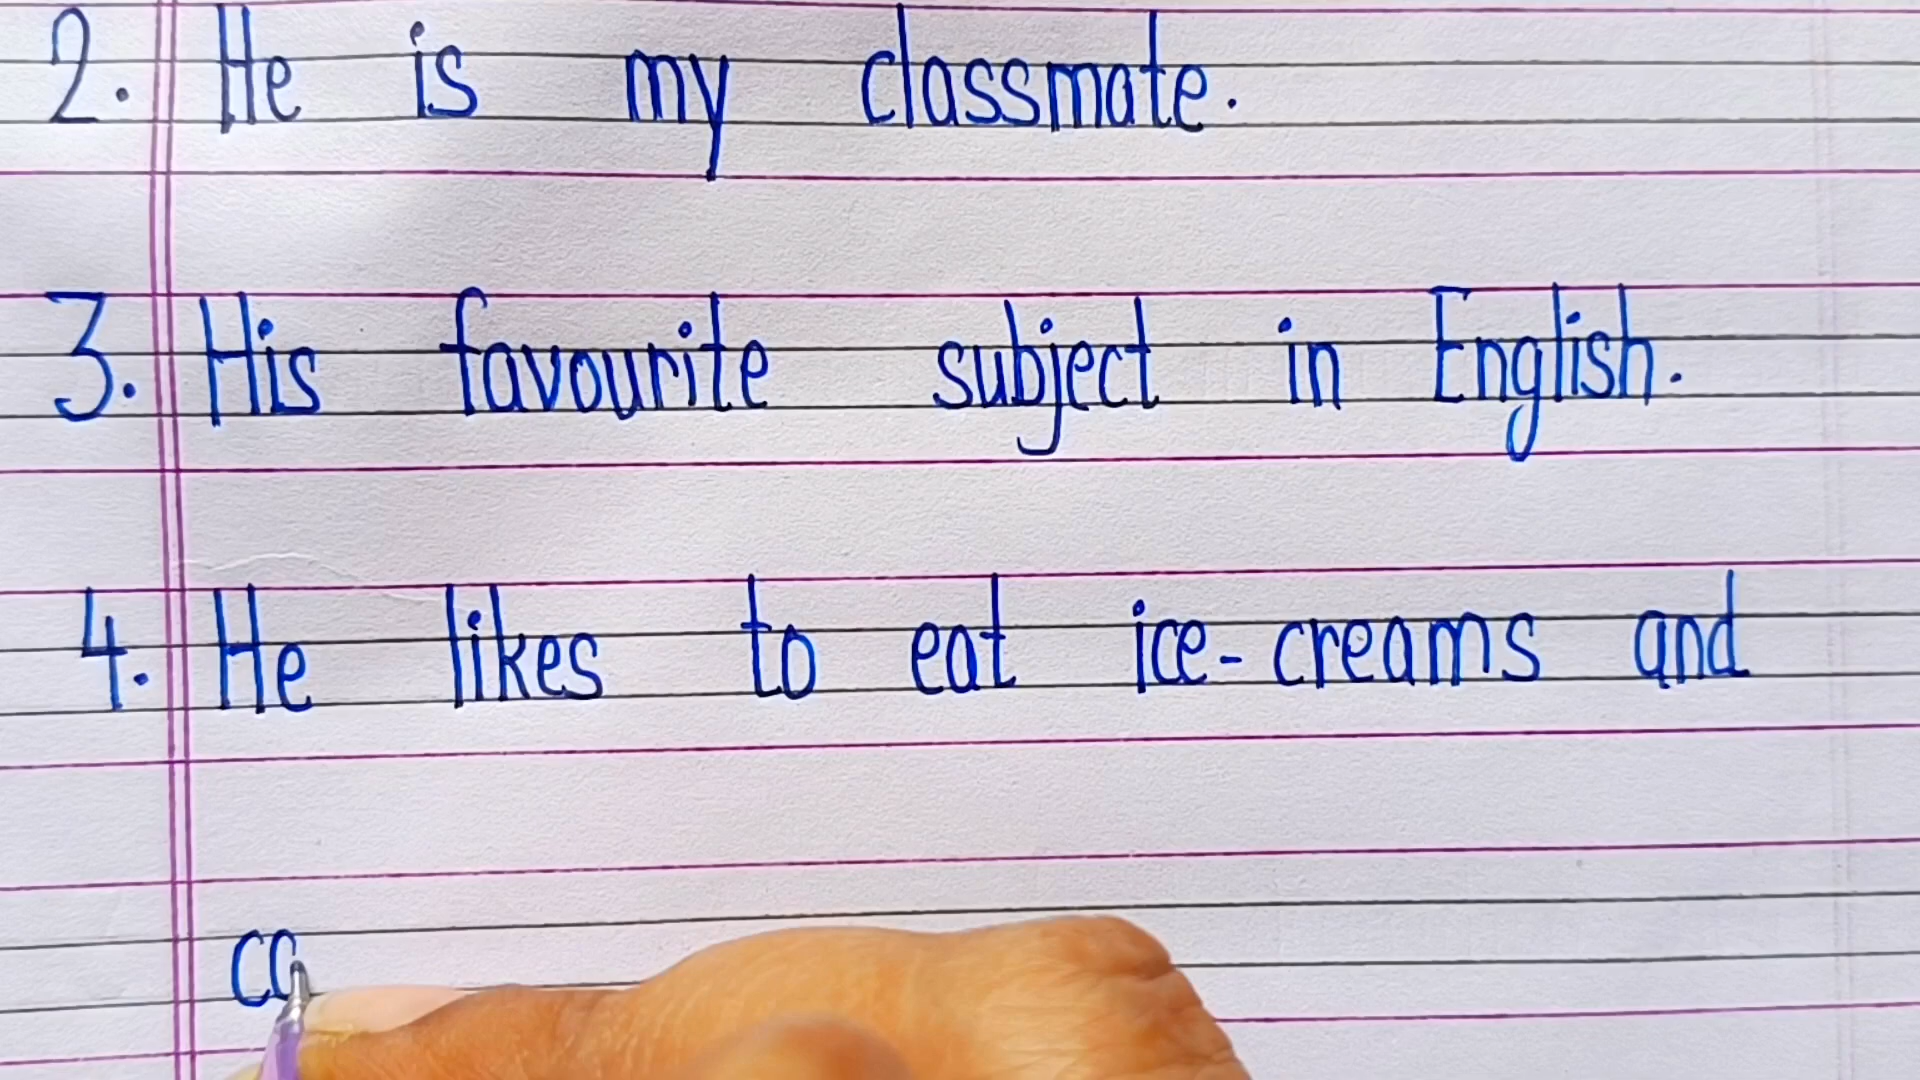 2. He is my classmate.
3. His favourite subject in English.
4. He likes to eat ice-creams and